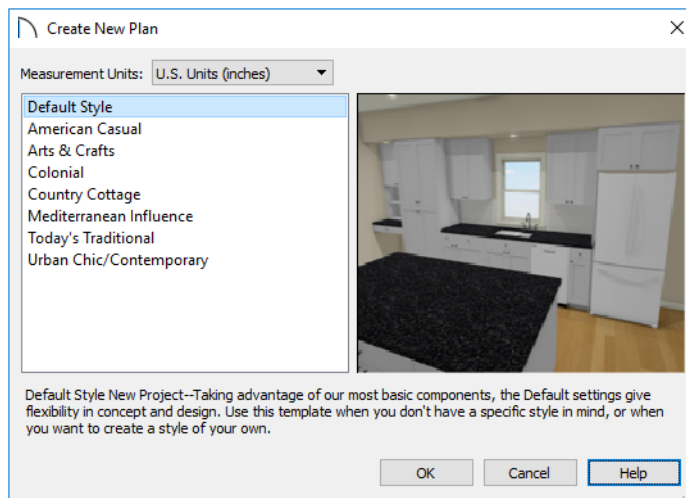 Create New Plan
Measurement Units: U.S. Units (inches)
Default Style
American Casual
Arts & Crafts
Colonial
Country Cottage
Mediterranean Influence
Today's Traditional
Urban Chic/Contemporary
Default Style New Project--Taking advantage of our most basic components, the Default settings give
flexibility in concept and design. Use this template when you don't have a specific style in mind, or when
you want to create a style of your own.
OK Cancel Help